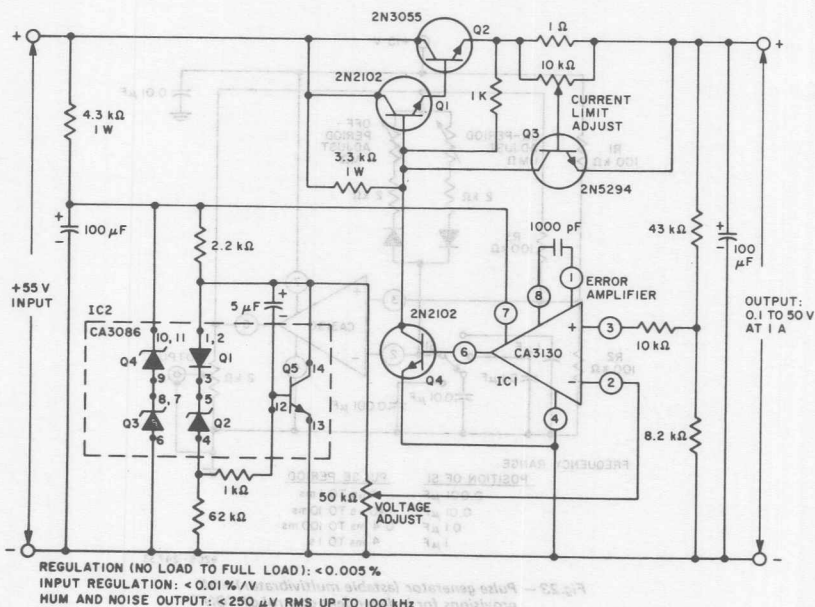 2N3055
Q2
1 Ω
+
+
2N2102
10 kΩ
Q1
1 K
4.3 kΩ
1 W
CURRENT
LIMIT
ADJUST
Q3
3.3 kΩ
1 W
2N5294
+
100 µF
−
2.2 kΩ
1000 pF
43 kΩ
+
100
µF
−
+55 V
INPUT
5 µF
+
−
7
8
1
ERROR
AMPLIFIER
OUTPUT:
0.1 TO 50 V
AT 1 A
IC2
CA3086
2N2102
+
3
10, 11
1, 2
Q4
Q1
Q5
14
6
CA3130
10 kΩ
9
3
−
2
8, 7
5
12
Q4
IC1
Q3
Q2
13
4
6
4
8.2 kΩ
1 kΩ
50 kΩ
VOLTAGE
ADJUST
62 kΩ
−
−
REGULATION (NO LOAD TO FULL LOAD): <0.005 %
INPUT REGULATION: <0.01 %/V
HUM AND NOISE OUTPUT: <250 µV RMS UP TO 100 kHz